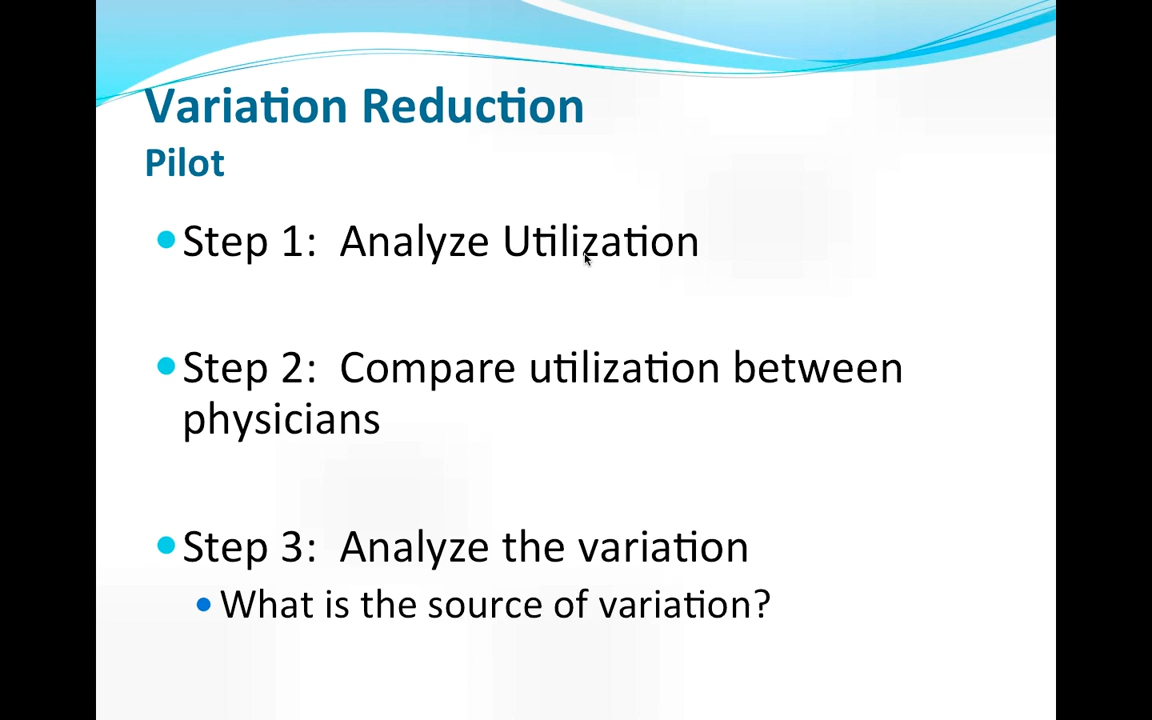 Variation Reduction
Pilot
•Step 1:  Analyze Utilization
•Step 2:  Compare utilization between
physicians
•Step 3:  Analyze the variation
•What is the source of variation?